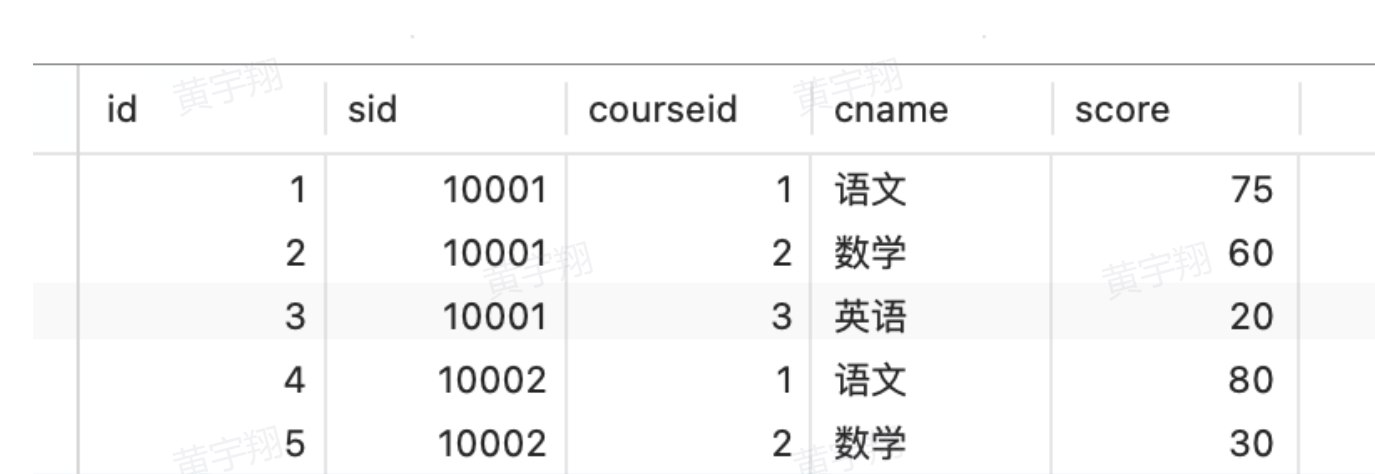 id sid courseid cname score
1 10001 1 语文 75
2 10001 2 数学 60
3 10001 3 英语 20
4 10002 1 语文 80
5 10002 2 数学 30
黄宇翔
黄宇翔
黄宇翔
黄宇翔
黄宇翔
黄宇翔